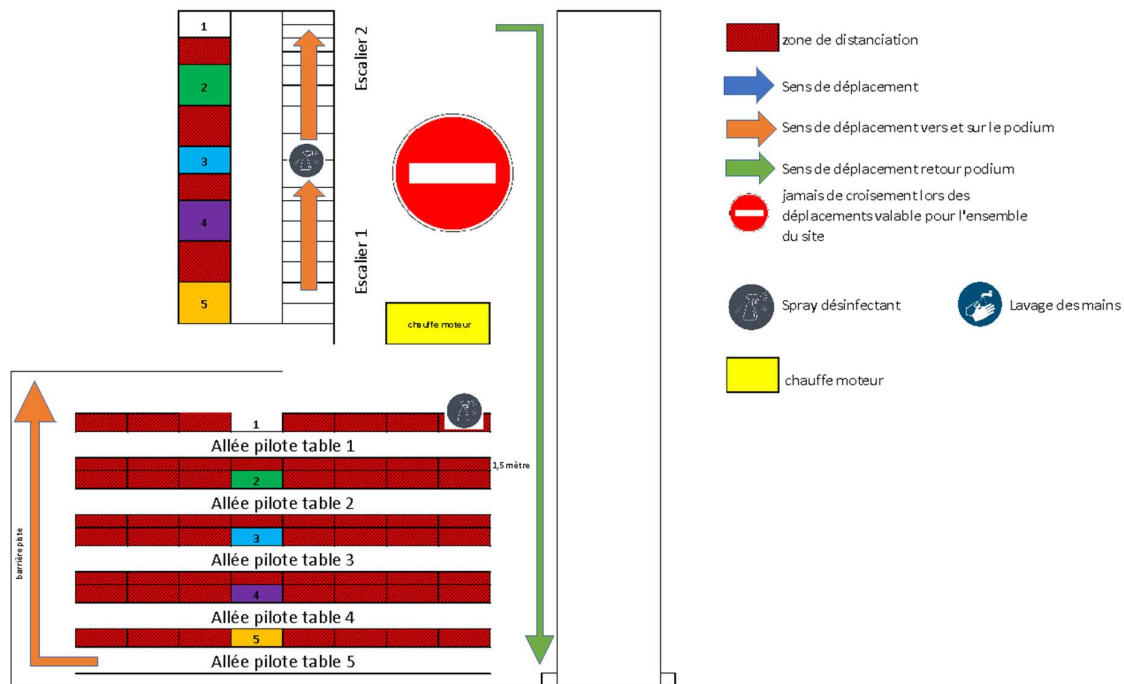 1
2
3
4
5
Escalier 2
Escalier 1
chauffe moteur
zone de distanciation
Sens de déplacement
Sens de déplacement vers et sur le podium
Sens de déplacement retour podium
jamais de croisement lors des
déplacements valable pour l'ensemble
du site
Spray désinfectant
Lavage des mains
chauffe moteur
barrière piste
1
Allée pilote table 1
1,5 mètre
2
Allée pilote table 2
3
Allée pilote table 3
4
Allée pilote table 4
5
Allée pilote table 5